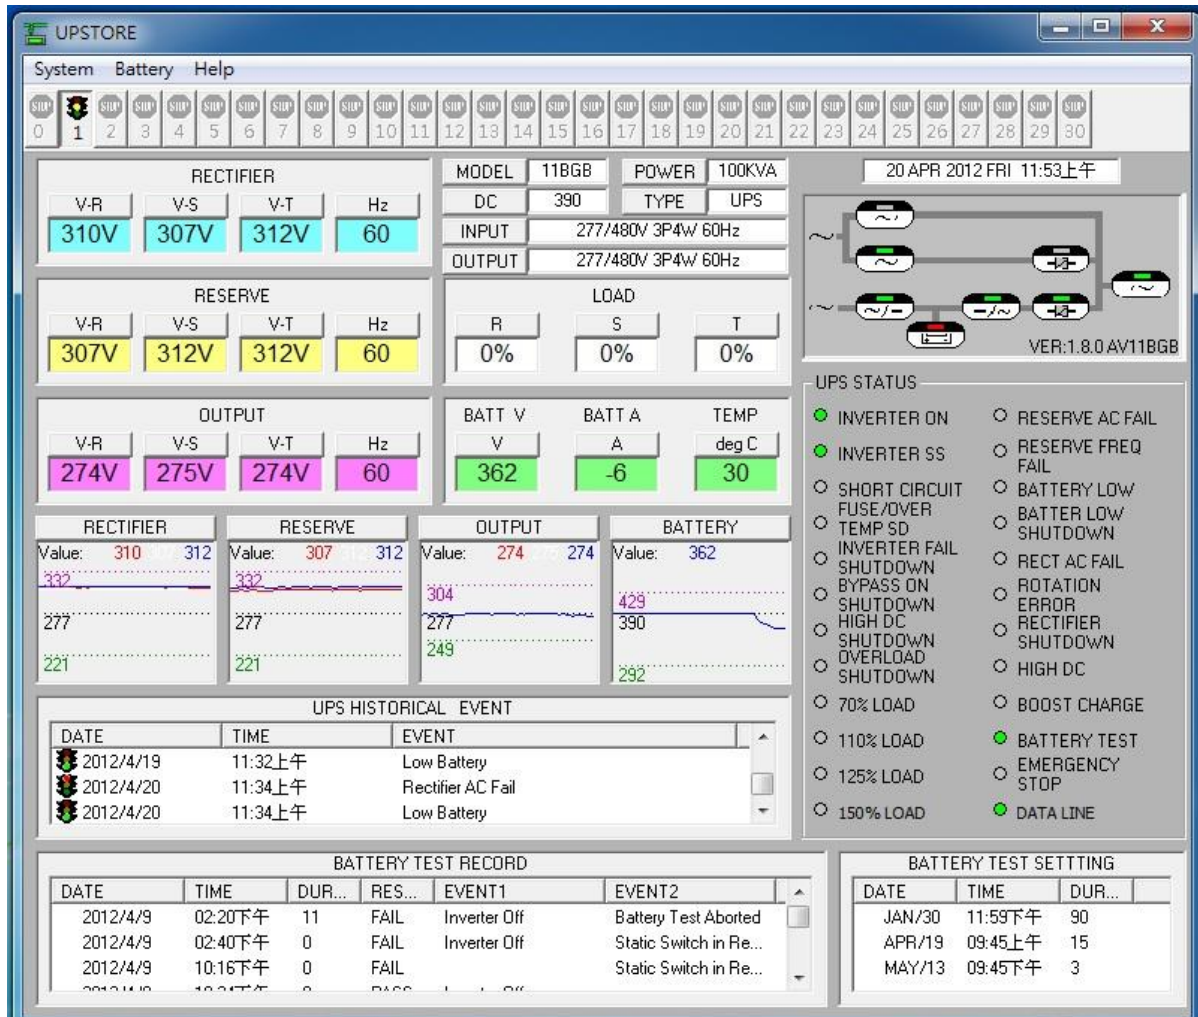 UPSTORE
System Battery Help
0 1 2 3 4 5 6 7 8 9 10 11 12 13 14 15 16 17 18 19 20 21 22 23 24 25 26 27 28 29 30
RECTIFIER
V-R V-S V-T Hz
310V 307V 312V 60
MODEL 11BGB POWER 100KVA
DC 390 TYPE UPS
INPUT 277/480V 3P4W 60Hz
OUTPUT 277/480V 3P4W 60Hz
20 APR 2012 FRI 11:53上午
VER:1.8.0 AV11BGB
RESERVE
V-R V-S V-T Hz
307V 312V 312V 60
LOAD
R S T
0% 0% 0%
OUTPUT
V-R V-S V-T Hz
274V 275V 274V 60
BATT V BATT A TEMP
V A deg C
362 -6 30
RECTIFIER
Value: 310 307 312
332
277
221
RESERVE
Value: 307 312 312
332
277
221
OUTPUT
Value: 274 275 274
304
277
249
BATTERY
Value: 362
429
390
292
UPS STATUS
INVERTER ON
INVERTER SS
SHORT CIRCUIT
FUSE/OVER
TEMP SD
INVERTER FAIL
SHUTDOWN
BYPASS ON
SHUTDOWN
HIGH DC
SHUTDOWN
OVERLOAD
SHUTDOWN
70% LOAD
110% LOAD
125% LOAD
150% LOAD
RESERVE AC FAIL
RESERVE FREQ
FAIL
BATTERY LOW
BATTER LOW
SHUTDOWN
RECT AC FAIL
ROTATION
ERROR
RECTIFIER
SHUTDOWN
HIGH DC
BOOST CHARGE
BATTERY TEST
EMERGENCY
STOP
DATA LINE
UPS HISTORICAL EVENT
DATE TIME EVENT
2012/4/19 11:32上午 Low Battery
2012/4/20 11:34上午 Rectifier AC Fail
2012/4/20 11:34上午 Low Battery
BATTERY TEST RECORD
DATE TIME DUR... RES... EVENT1 EVENT2
2012/4/9 02:20下午 11 FAIL Inverter Off Battery Test Aborted
2012/4/9 02:40下午 0 FAIL Inverter Off Static Switch in Re...
2012/4/9 10:16下午 0 FAIL Static Switch in Re...
BATTERY TEST SETTTING
DATE TIME DUR...
JAN/30 11:59下午 90
APR/19 09:45上午 15
MAY/13 09:45下午 3